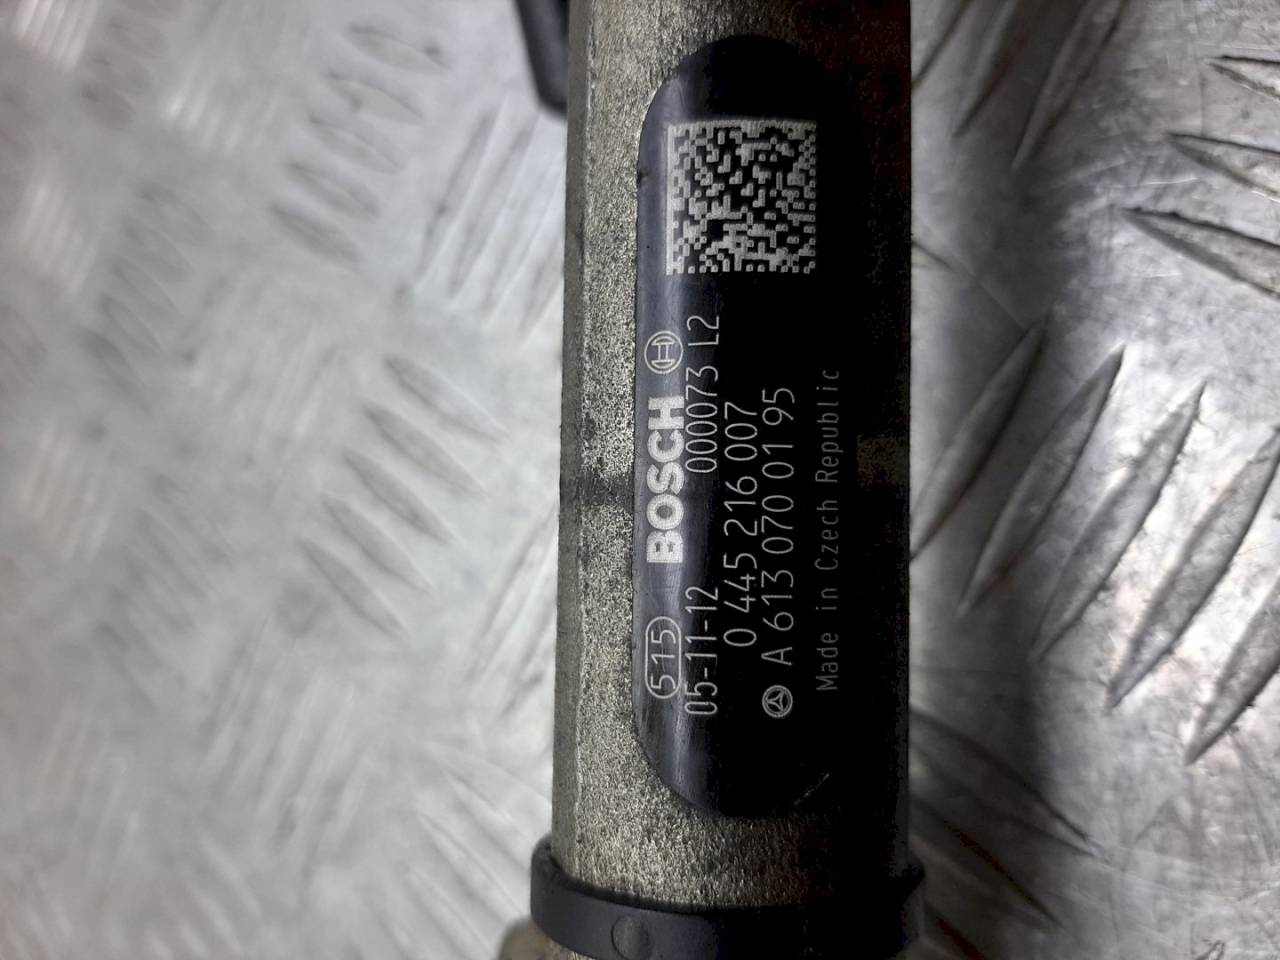 515 BOSCH
05-11-12 000073 L2
0 445 216 007
A 613 070 01 95
Made in Czech Republic